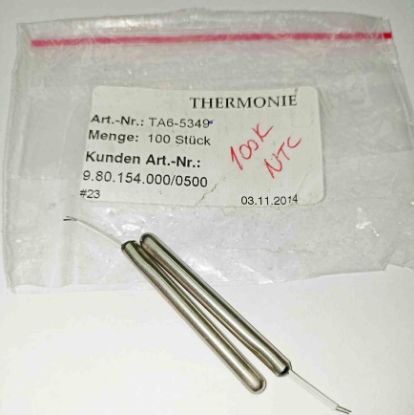 THERMONIE
Art.-Nr.: TA6-5349
Menge: 100 Stück
Kunden Art.-Nr.:
9.80.154.000/0500
#23 03.11.2014
100K
NTC